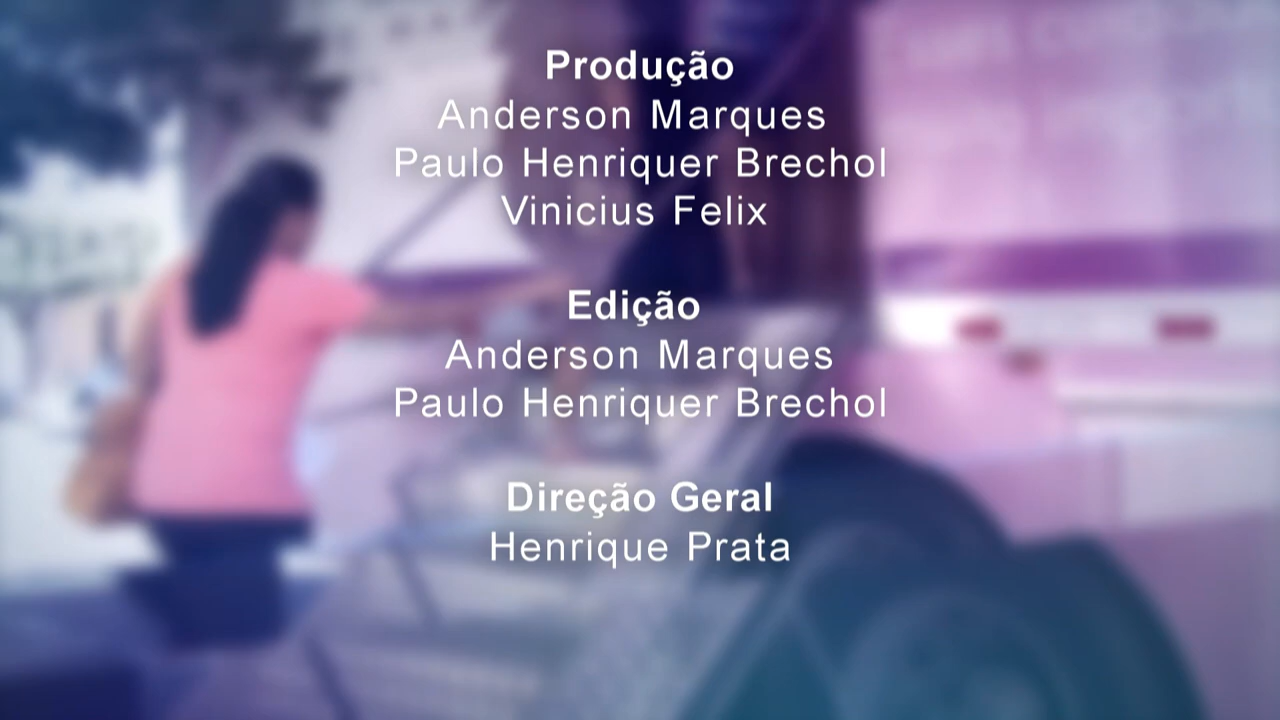 Produção
Anderson Marques
Paulo Henriquer Brechol
Vinicius Felix
Edição
Anderson Marques
Paulo Henriquer Brechol
Direção Geral
Henrique Prata